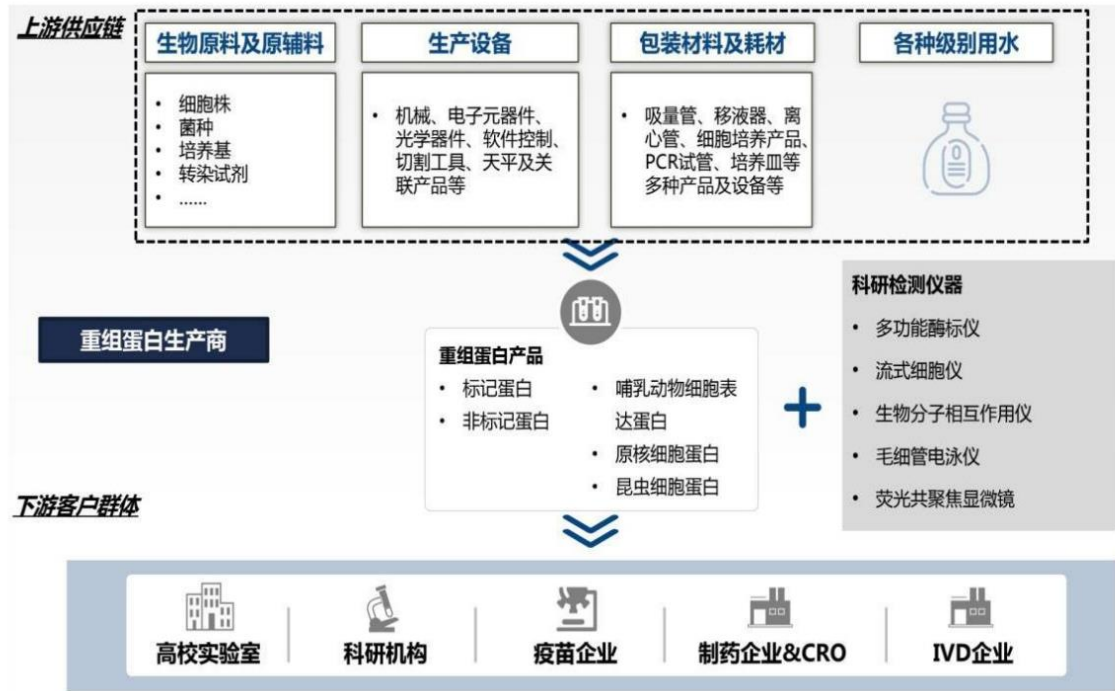 上游供应链
生物原料及原辅料
生产设备
包装材料及耗材
各种级别用水
• 细胞株
• 菌种
• 培养基
• 转染试剂
• ......
• 机械、电子元器件、
光学器件、软件控制、
切割工具、天平及关
联产品等
• 吸量管、移液器、离
心管、细胞培养产品、
PCR试管、培养皿等
多种产品及设备等
重组蛋白生产商
重组蛋白产品
• 标记蛋白
• 非标记蛋白
• 哺乳动物细胞表
达蛋白
• 原核细胞蛋白
• 昆虫细胞蛋白
科研检测仪器
• 多功能酶标仪
• 流式细胞仪
• 生物分子相互作用仪
• 毛细管电泳仪
• 荧光共聚焦显微镜
下游客户群体
高校实验室
科研机构
疫苗企业
制药企业&CRO
IVD企业